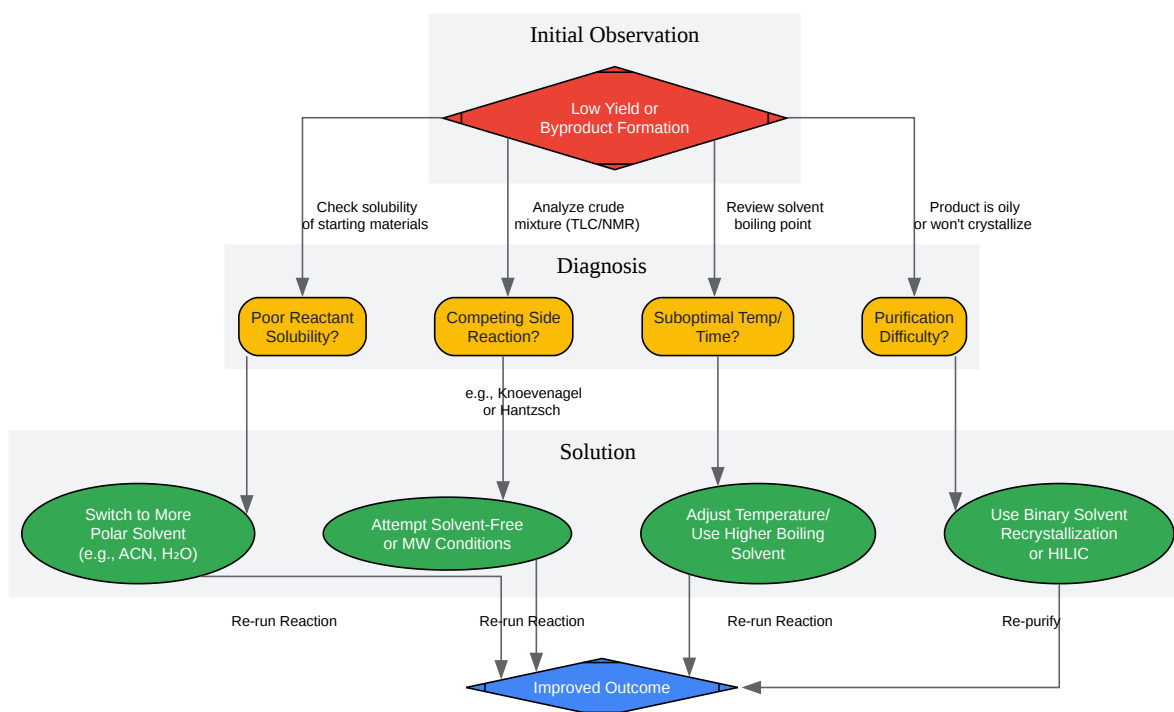 Initial Observation
Low Yield or
Byproduct Formation
Check solubility
of starting materials
Analyze crude
mixture (TLC/NMR)
Review solvent
boiling point
Product is oily
or won't crystallize
Diagnosis
Poor Reactant
Solubility?
Competing Side
Reaction?
Suboptimal Temp/
Time?
Purification
Difficulty?
e.g., Knoevenagel
or Hantzsch
Solution
Switch to More
Polar Solvent
(e.g., ACN, H₂O)
Attempt Solvent-Free
or MW Conditions
Adjust Temperature/
Use Higher Boiling
Solvent
Use Binary Solvent
Recrystallization
or HILIC
Re-run Reaction
Re-run Reaction
Re-run Reaction
Re-purify
Improved Outcome